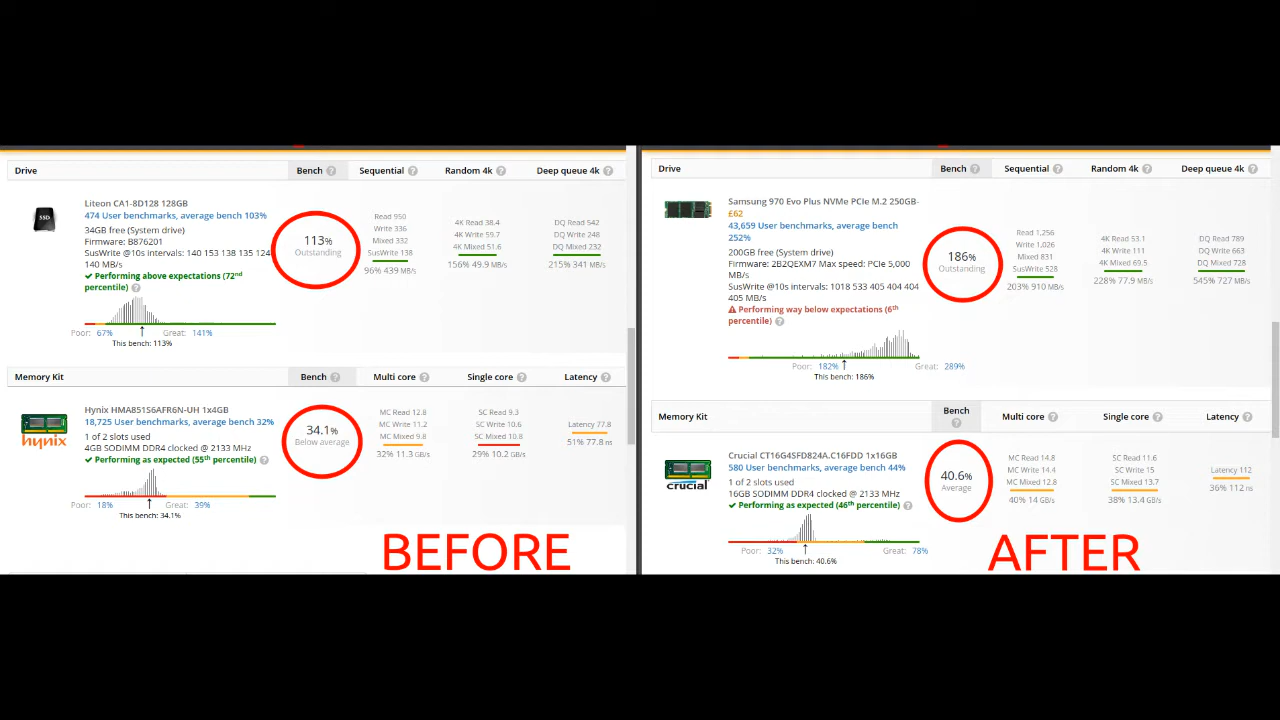 Drive Bench Sequential Random 4k Deep queue 4k
SSD
Liteon CA1-8D128 128GB
474 User benchmarks, average bench 103%
34GB free (System drive)
Firmware: B876201
SusWrite @10s intervals: 140 153 138 135 124
140 MB/s
Performing above expectations (72nd
percentile)
Poor: 67% Great: 141%
This bench: 113%
113%
Outstanding
Read 950
Write 336
Mixed 332
SusWrite 138
96% 439 MB/s
4K Read 38.4
4K Write 59.7
4K Mixed 51.6
156% 49.9 MB/s
DQ Read 542
DQ Write 248
DQ Mixed 232
215% 341 MB/s
Memory Kit Bench Multi core Single core Latency
hynix
Hynix HMA851S6AFR6N-UH 1x4GB
18,725 User benchmarks, average bench 32%
1 of 2 slots used
4GB SODIMM DDR4 clocked @ 2133 MHz
Performing as expected (55th percentile)
Poor: 18% Great: 39%
This bench: 34.1%
34.1%
Below average
MC Read 12.8
MC Write 11.2
MC Mixed 9.8
32% 11.3 GB/s
SC Read 9.3
SC Write 10.6
SC Mixed 10.8
29% 10.2 GB/s
Latency 77.8
51% 77.8 ns
BEFORE
Drive Bench Sequential Random 4k Deep queue 4k
Samsung 970 Evo Plus NVMe PCIe M.2 250GB-
£62
43,659 User benchmarks, average bench
252%
200GB free (System drive)
Firmware: 2B2QEXM7 Max speed: PCIe 5,000
MB/s
SusWrite @10s intervals: 1018 533 405 404 404
405 MB/s
Performing way below expectations (6th
percentile)
Poor: 182% Great: 289%
This bench: 186%
186%
Outstanding
Read 1,256
Write 1,026
Mixed 831
SusWrite 528
203% 910 MB/s
4K Read 53.1
4K Write 111
4K Mixed 69.5
228% 77.9 MB/s
DQ Read 789
DQ Write 663
DQ Mixed 728
545% 727 MB/s
Memory Kit Bench Multi core Single core Latency
crucial
Crucial CT16G4SFD824A.C16FDD 1x16GB
580 User benchmarks, average bench 44%
1 of 2 slots used
16GB SODIMM DDR4 clocked @ 2133 MHz
Performing as expected (46th percentile)
Poor: 32% Great: 78%
This bench: 40.6%
40.6%
Average
MC Read 14.8
MC Write 14.4
MC Mixed 12.8
40% 14 GB/s
SC Read 11.6
SC Write 15
SC Mixed 13.7
38% 13.4 GB/s
Latency 112
36% 112 ns
AFTER